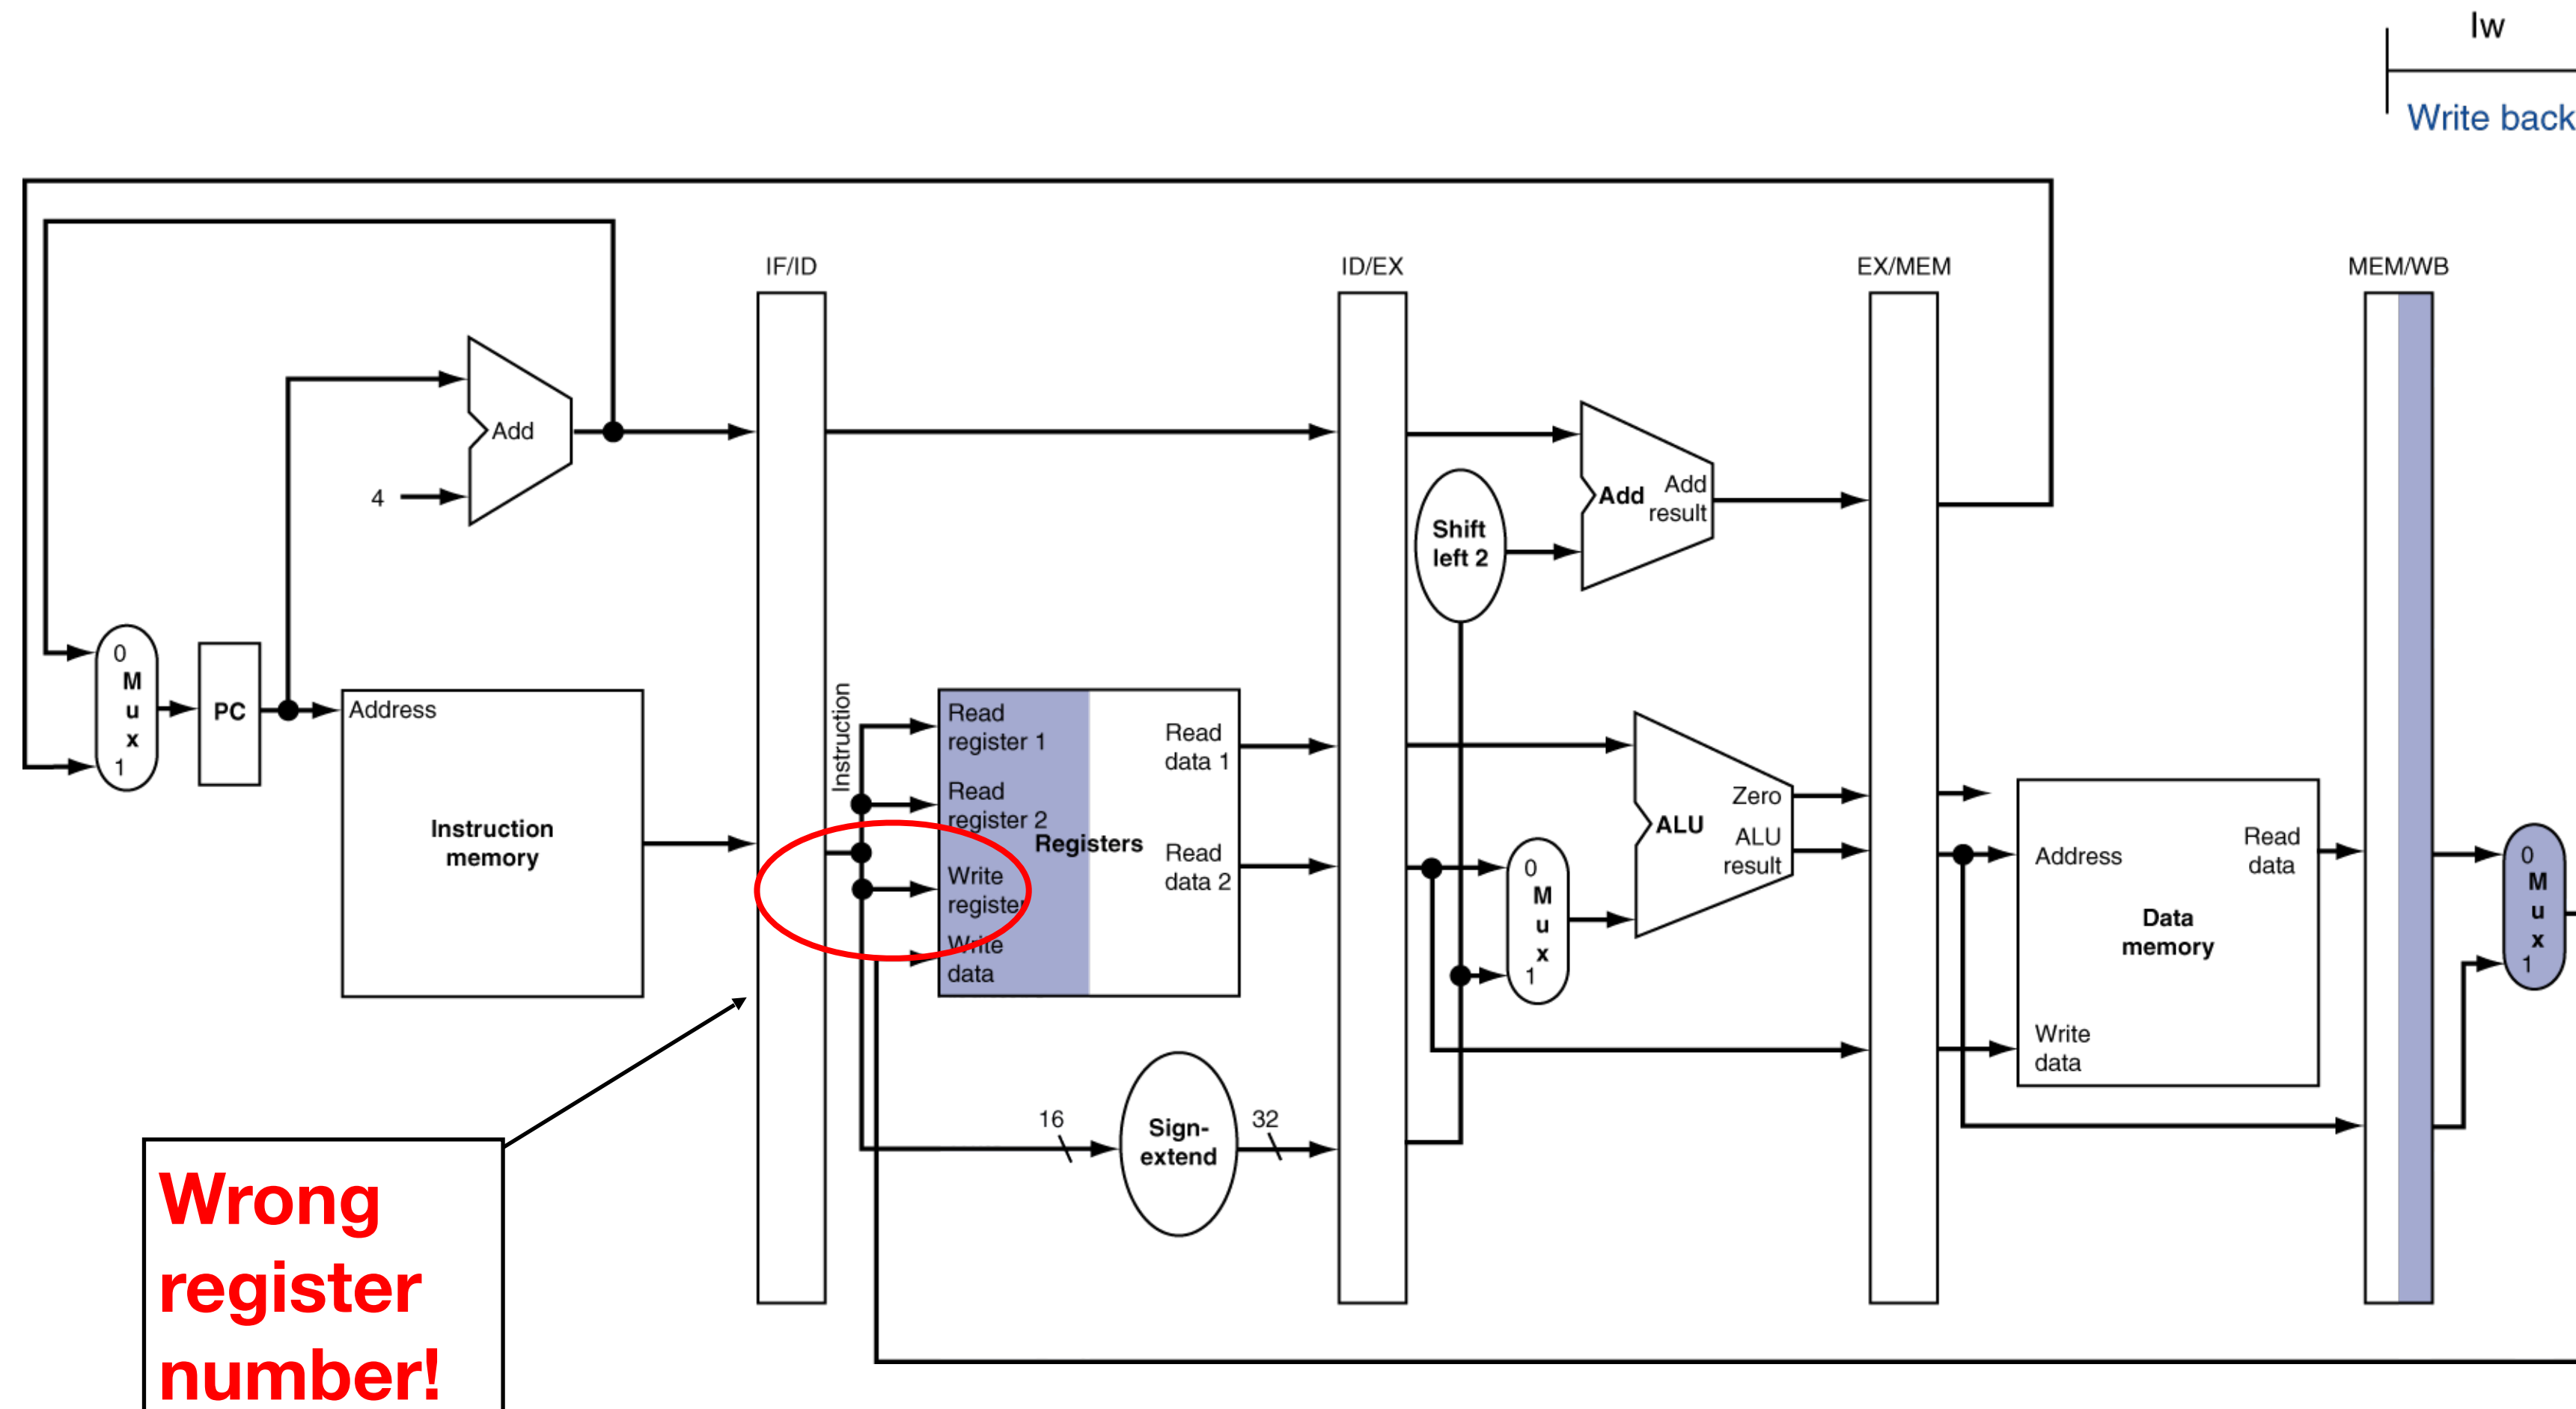 lw
Write back
IF/ID
ID/EX
EX/MEM
MEM/WB
Add
4
Add
Add
result
Shift
left 2
0
M
u
x
1
PC
Address
Instruction
memory
Instruction
Read
register 1
Read
register 2
Write
register
Write
data
Registers
Read
data 1
Read
data 2
0
M
u
x
1
Zero
ALU
ALU
result
Address
Read
data
Data
memory
Write
data
0
M
u
x
1
16
Sign-
extend
32
Wrong
register
number!